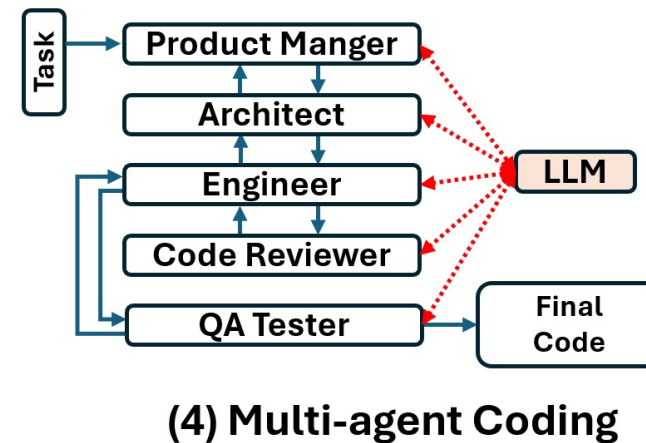 Task
Product Manger
Architect
Engineer
Code Reviewer
QA Tester
LLM
Final
Code
(4) Multi-agent Coding